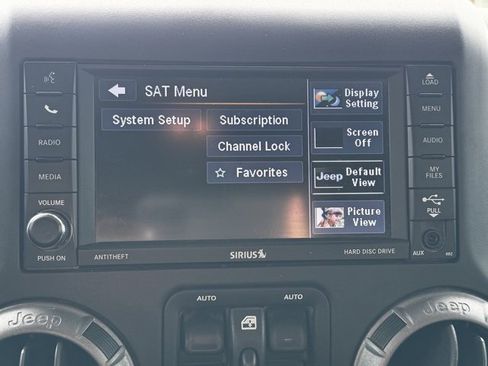 SAT Menu
System Setup
Subscription
Channel Lock
Favorites
Display
Setting
Screen
Off
Jeep
Default
View
Picture
View
RADIO
MEDIA
VOLUME
PUSH ON
LOAD
MENU
AUDIO
MY
FILES
PULL
AUX
ANTITHEFT
SIRIUS
HARD DISC DRIVE
AUTO
AUTO
Jeep
Jeep